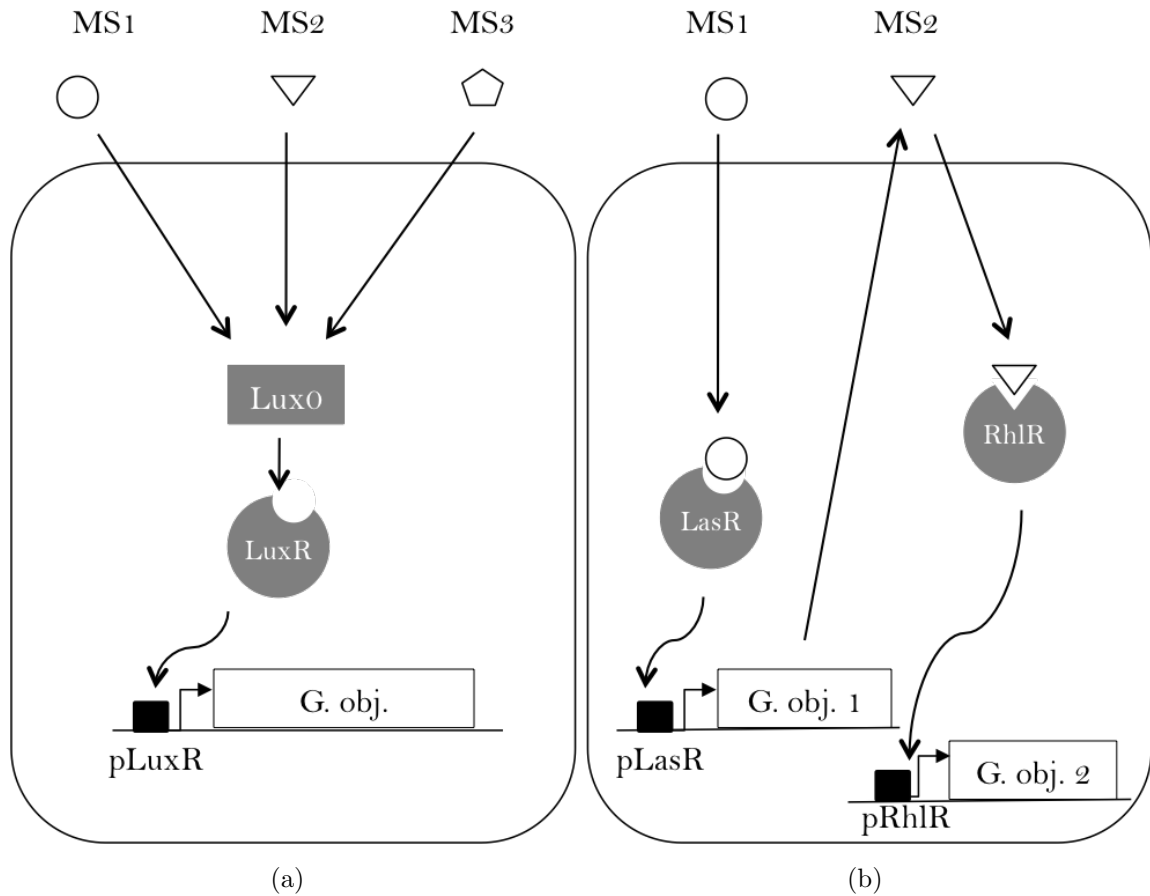 MS1 MS2 MS3
Lux0
LuxR
G. obj.
pLuxR
(a)
MS1 MS2
RhlR
LasR
G. obj. 1
pLasR
G. obj. 2
pRhlR
(b)